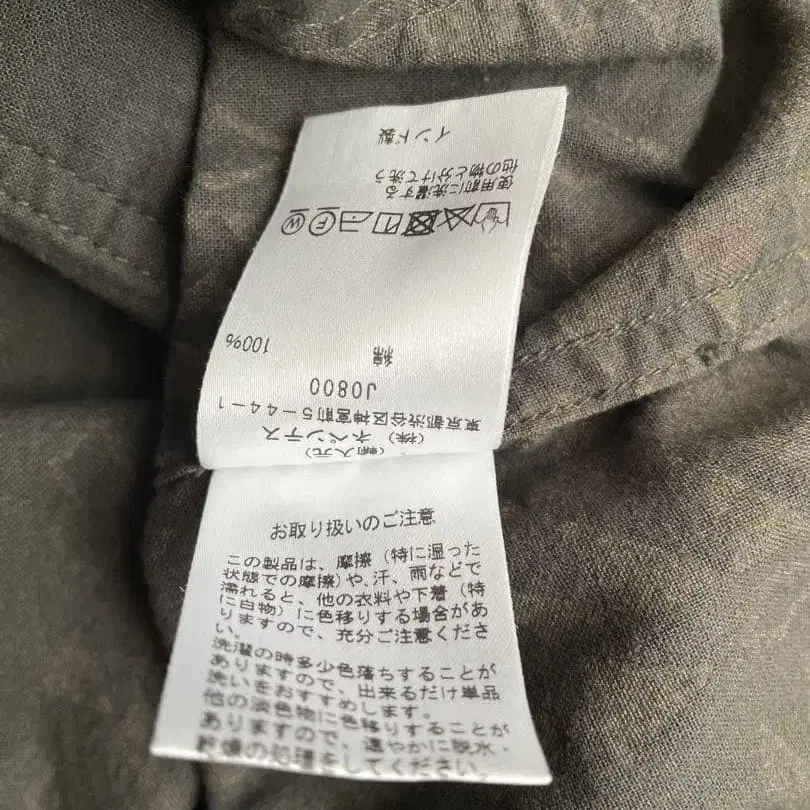 (輸入元)
(株) ネペンテス
東京都渋谷区神宮前5-44-1
J0800
綿 100%
F W
使用前に洗濯する
他の物と分けて洗う
インド製
お取り扱いのご注意
この製品は、摩擦 (特に湿った
状態での摩擦)や、汗、雨などで
濡れると、他の衣料や下着 (特
に白物) に色移りする場合があ
りますので、充分ご注意くださ
い。
洗濯の時多少色落ちすることが
ありますので、出来るだけ単品
洗いをおすすめします。
他の淡色物に色移りすることが
ありますので、速やかに脱水・
乾燥の処理をしてください。